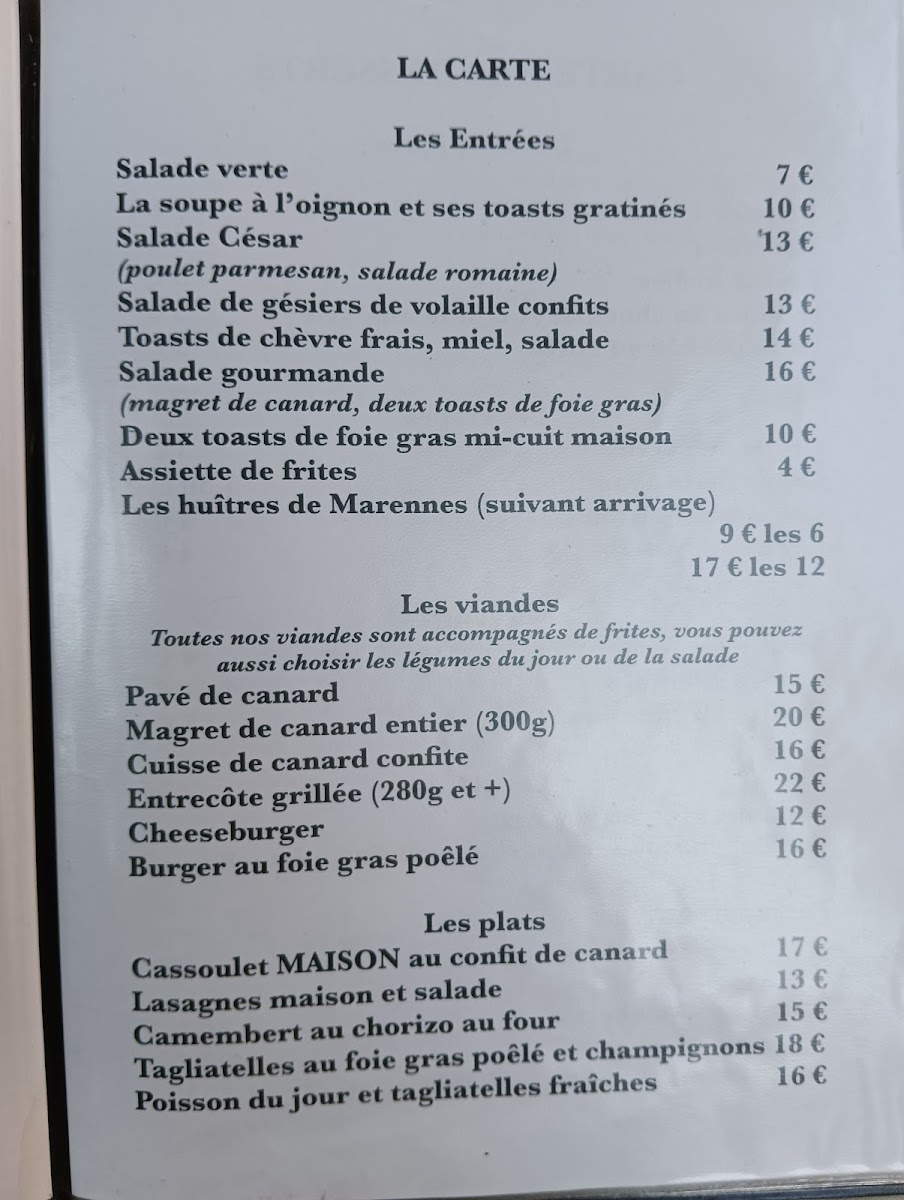 LA CARTE
Les Entrées
Salade verte 7 €
La soupe à l'oignon et ses toasts gratinés 10 €
Salade César 13 €
(poulet parmesan, salade romaine)
Salade de gésiers de volaille confits 13 €
Toasts de chèvre frais, miel, salade 14 €
Salade gourmande 16 €
(magret de canard, deux toasts de foie gras)
Deux toasts de foie gras mi-cuit maison 10 €
Assiette de frites 4 €
Les huîtres de Marennes (suivant arrivage)
9 € les 6
17 € les 12
Les viandes
Toutes nos viandes sont accompagnés de frites, vous pouvez
aussi choisir les légumes du jour ou de la salade
Pavé de canard 15 €
Magret de canard entier (300g) 20 €
Cuisse de canard confite 16 €
Entrecôte grillée (280g et +) 22 €
Cheeseburger 12 €
Burger au foie gras poêlé 16 €
Les plats
Cassoulet MAISON au confit de canard 17 €
Lasagnes maison et salade 13 €
Camembert au chorizo au four 15 €
Tagliatelles au foie gras poêlé et champignons 18 €
Poisson du jour et tagliatelles fraîches 16 €